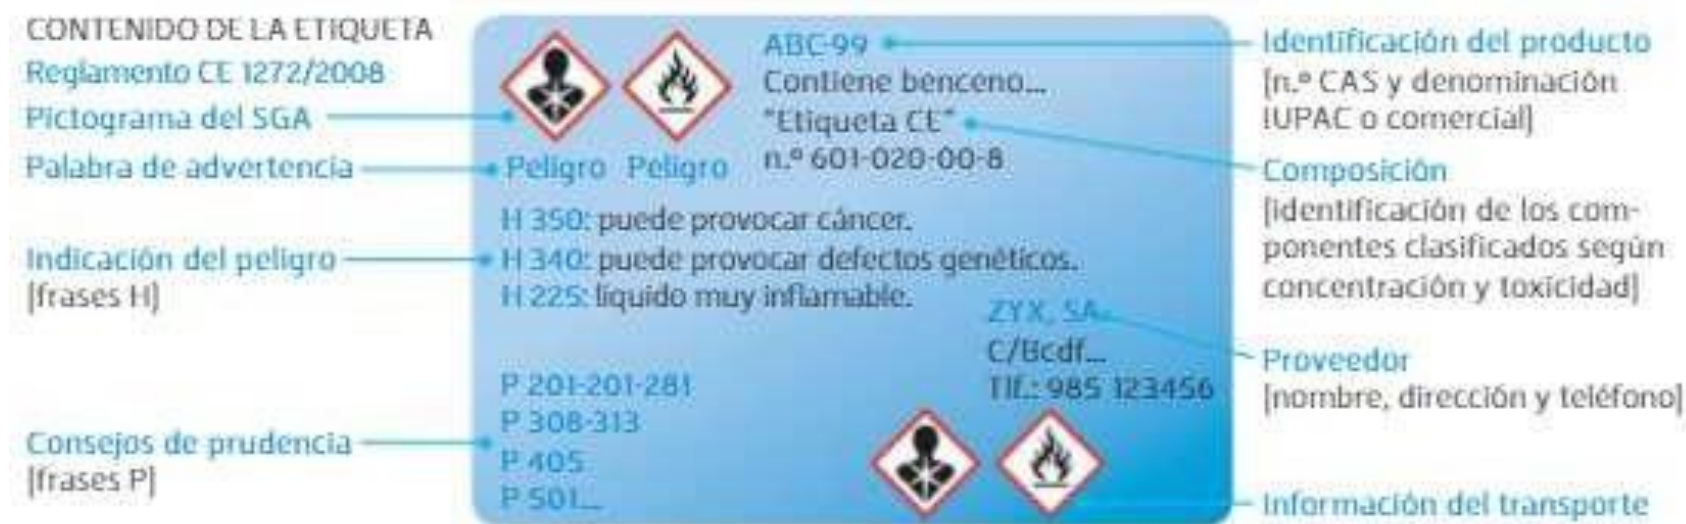 CONTENIDO DE LA ETIQUETA
Reglamento CE 1272/2008
Pictograma del SGA
Palabra de advertencia
Indicación del peligro
[frases H]
Consejos de prudencia
[frases P]
Peligro Peligro
ABC-99
Contiene benceno...
"Etiqueta CE"
n.º 601-020-00-8
H 350: puede provocar cáncer.
H 340: puede provocar defectos genéticos.
H 225: líquido muy inflamable.
ZYX, SA
C/Bcdf...
Tlf.: 985 123456
P 201-201-281
P 308-313
P 405
P 501...
Identificación del producto
[n.º CAS y denominación
IUPAC o comercial]
Composición
[identificación de los com-
ponentes clasificados según
concentración y toxicidad]
Proveedor
[nombre, dirección y teléfono]
Información del transporte